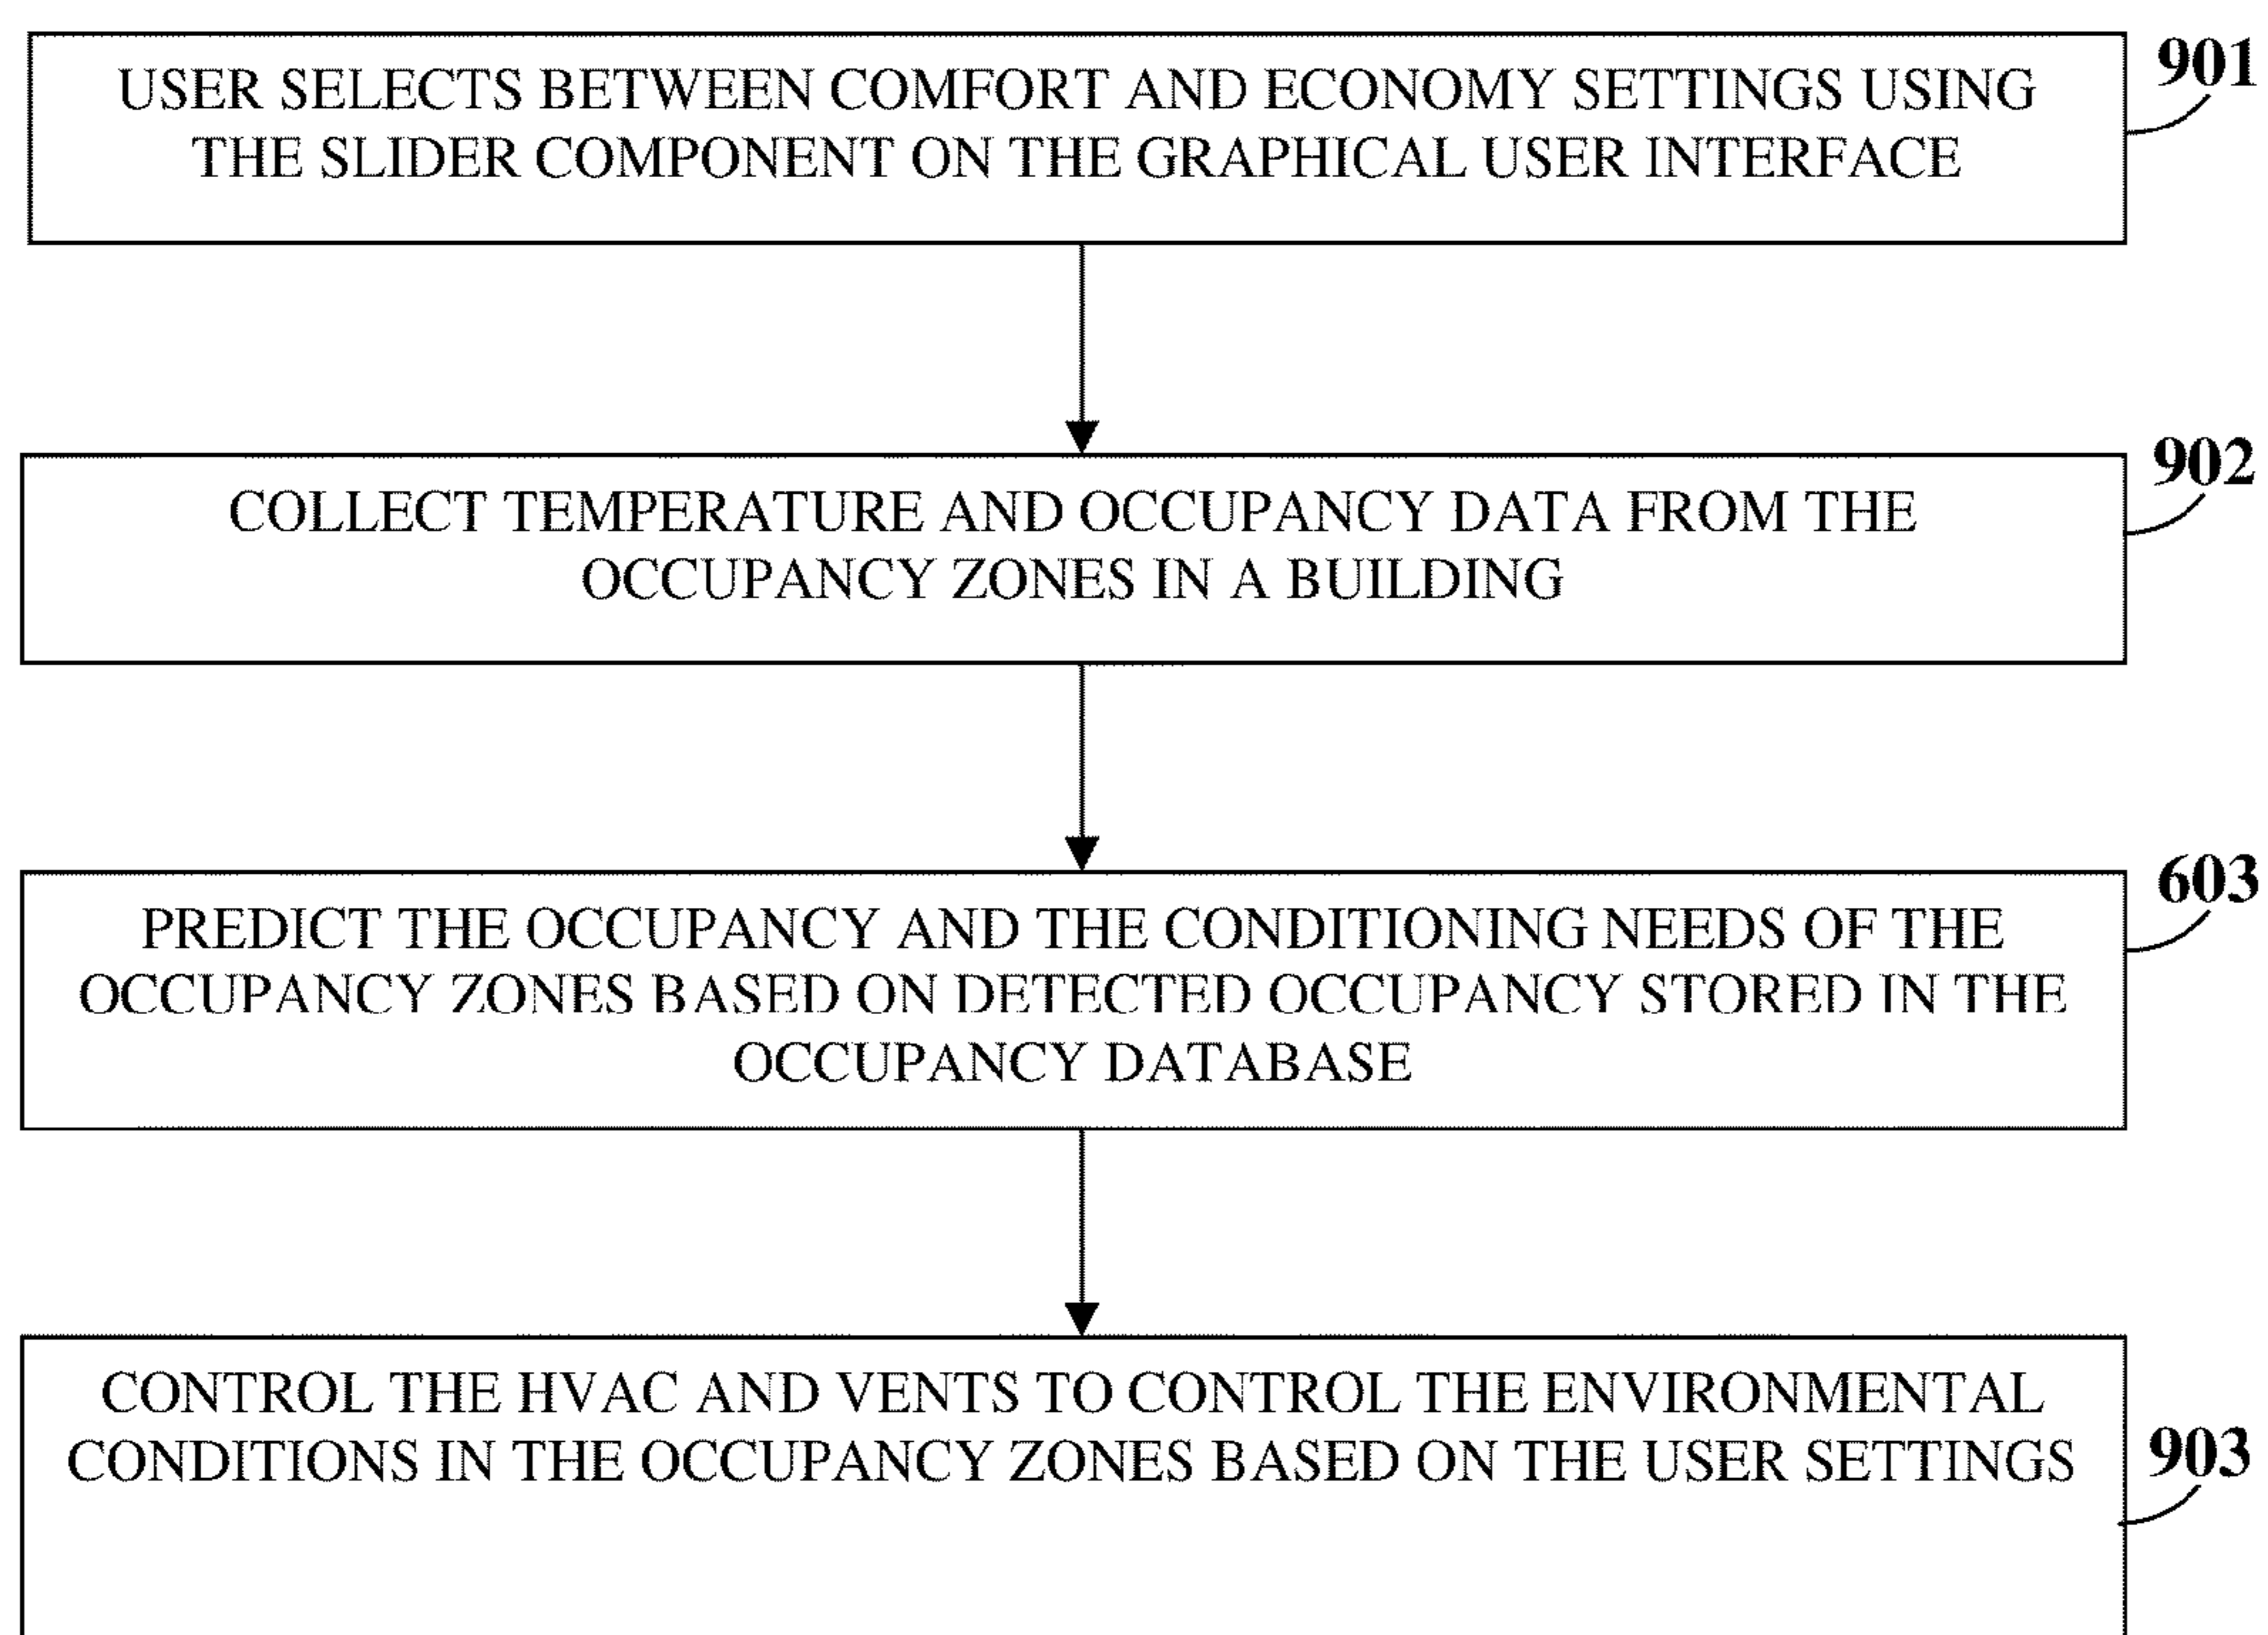 USER SELECTS BETWEEN COMFORT AND ECONOMY SETTINGS USING
THE SLIDER COMPONENT ON THE GRAPHICAL USER INTERFACE
901
COLLECT TEMPERATURE AND OCCUPANCY DATA FROM THE
OCCUPANCY ZONES IN A BUILDING
902
PREDICT THE OCCUPANCY AND THE CONDITIONING NEEDS OF THE
OCCUPANCY ZONES BASED ON DETECTED OCCUPANCY STORED IN THE
OCCUPANCY DATABASE
603
CONTROL THE HVAC AND VENTS TO CONTROL THE ENVIRONMENTAL
CONDITIONS IN THE OCCUPANCY ZONES BASED ON THE USER SETTINGS
903